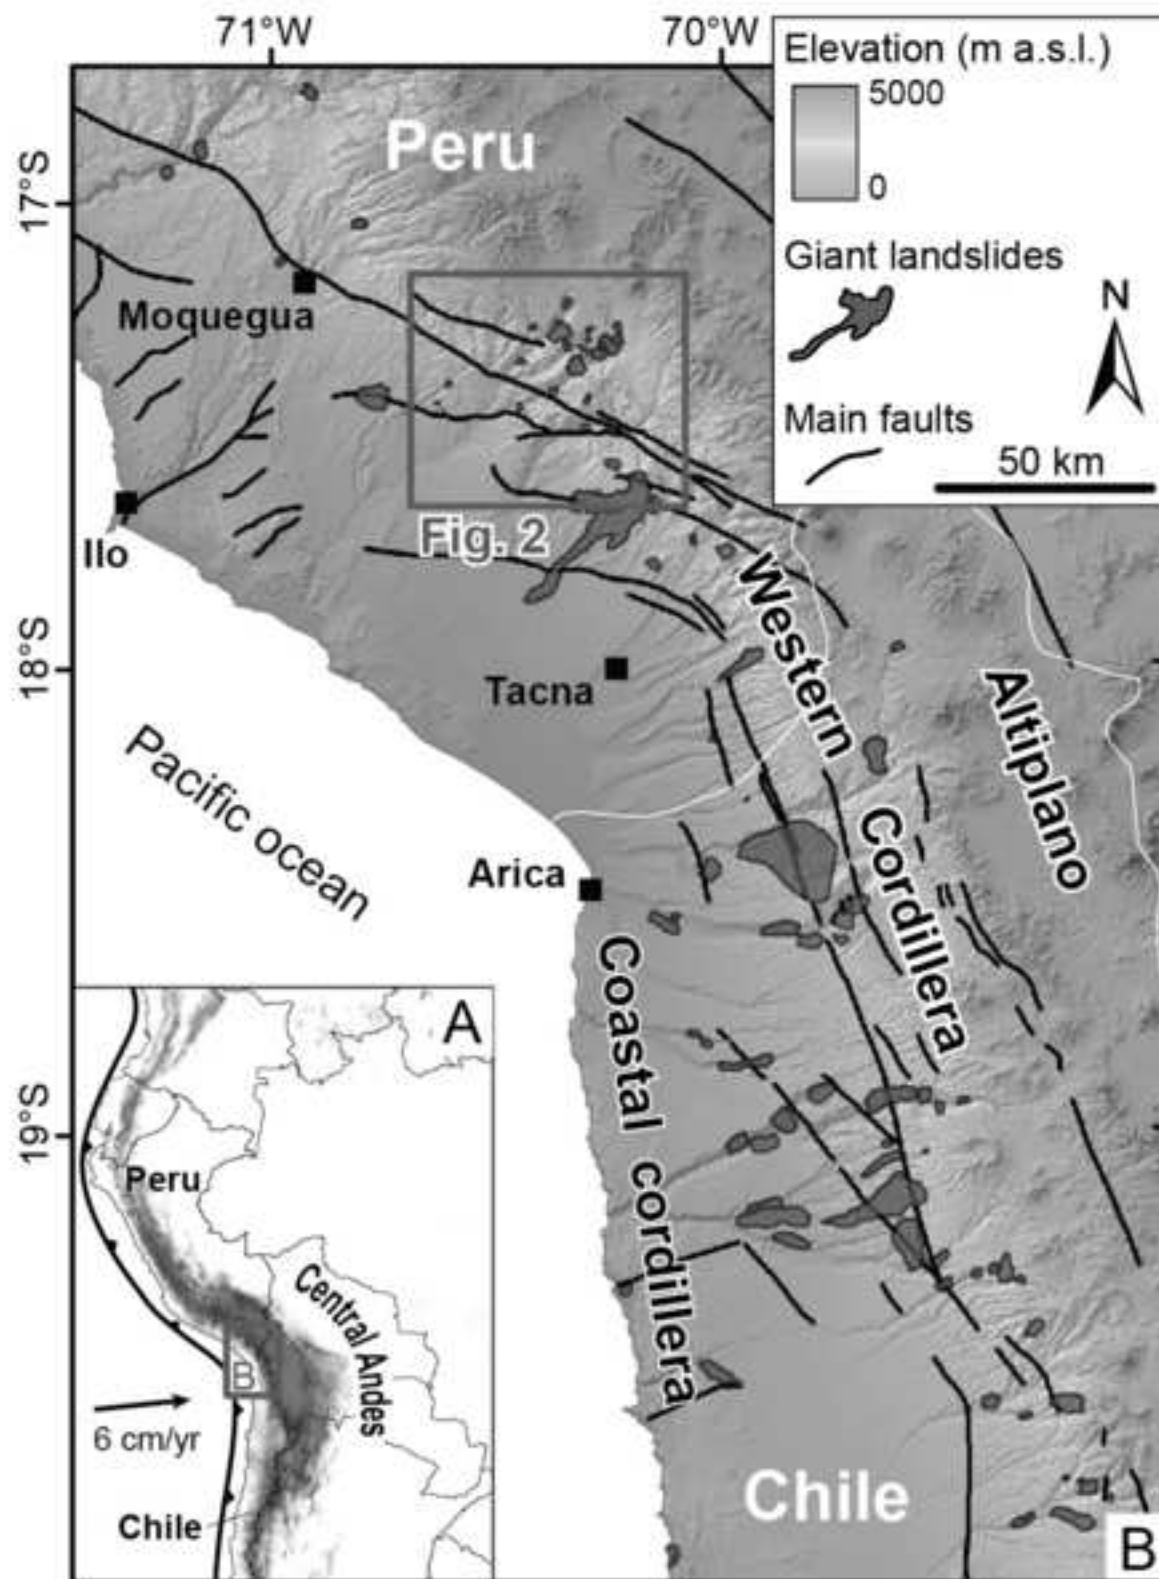 71°W
70°W
17°S
18°S
19°S
Elevation (m a.s.l.)
5000
0
Giant landslides
N
Main faults
50 km
Peru
Moquegua
Ilo
Fig. 2
Tacna
Western
Cordillera
Altiplano
Pacific ocean
Arica
Coastal cordillera
Chile
B
A
Peru
Central Andes
B
6 cm/yr
Chile